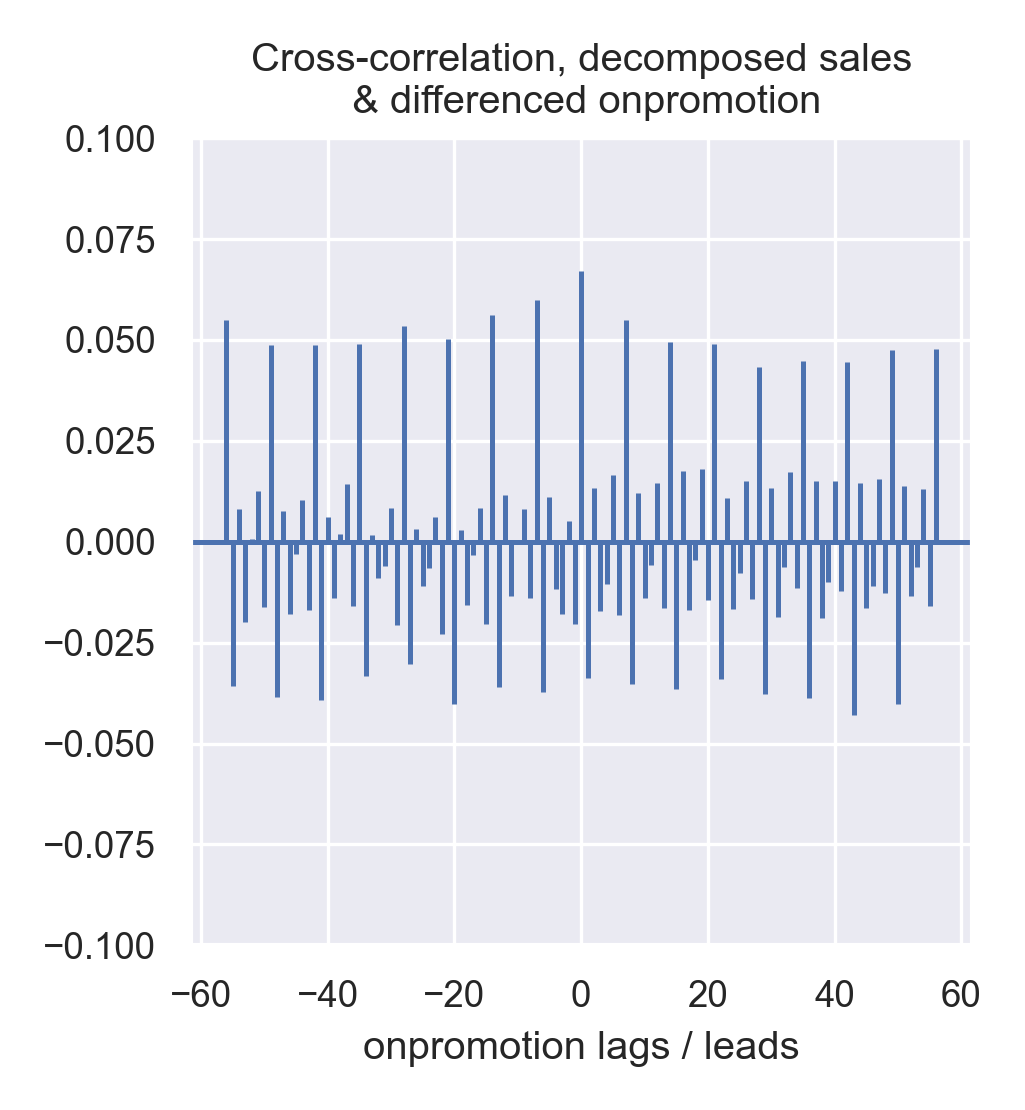 Cross-correlation, decomposed sales
& differenced onpromotion
0.100
0.075
0.050
0.025
0.000
−0.025
−0.050
−0.075
−0.100
−60 −40 −20 0 20 40 60
onpromotion lags / leads